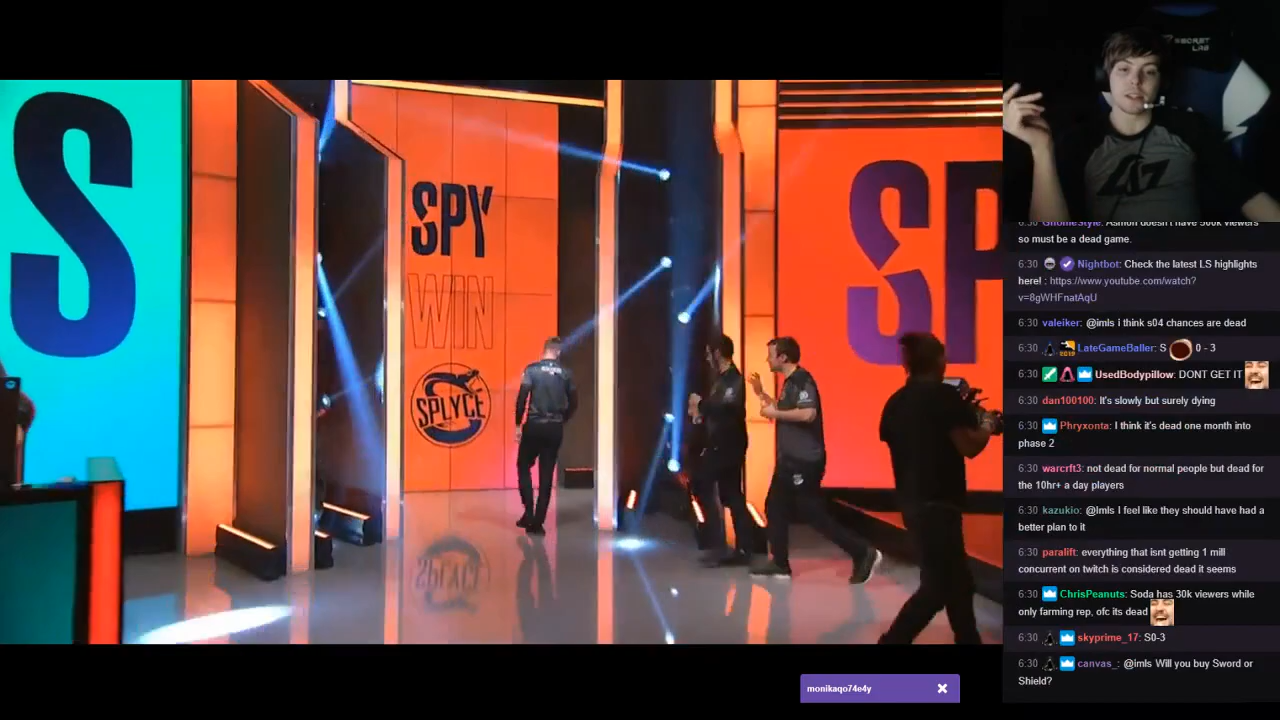 S
SPY
WIN
SPLYCE
SP
SECRET
LAB
so must be a dead game.
6:30 Nightbot: Check the latest LS highlights
here! : https://www.youtube.com/watch?
v=8gWHFnatAqU
6:30 valeiker: @imls i think s04 chances are dead
6:30 LateGameBaller: S 0 - 3
6:30 UsedBodypillow: DONT GET IT
6:30 dan100100: It's slowly but surely dying
6:30 Phryxonta: I think it's dead one month into
phase 2
6:30 warcrft3: not dead for normal people but dead for
the 10hr+ a day players
6:30 kazukio: @lmls I feel like they should have had a
better plan to it
6:30 paralift: everything that isnt getting 1 mill
concurrent on twitch is considered dead it seems
6:30 ChrisPeanuts: Soda has 30k viewers while
only farming rep, ofc its dead
6:30 skyprime_17: S0-3
6:30 canvas_: @imls Will you buy Sword or
Shield?
monikaqo74e4y